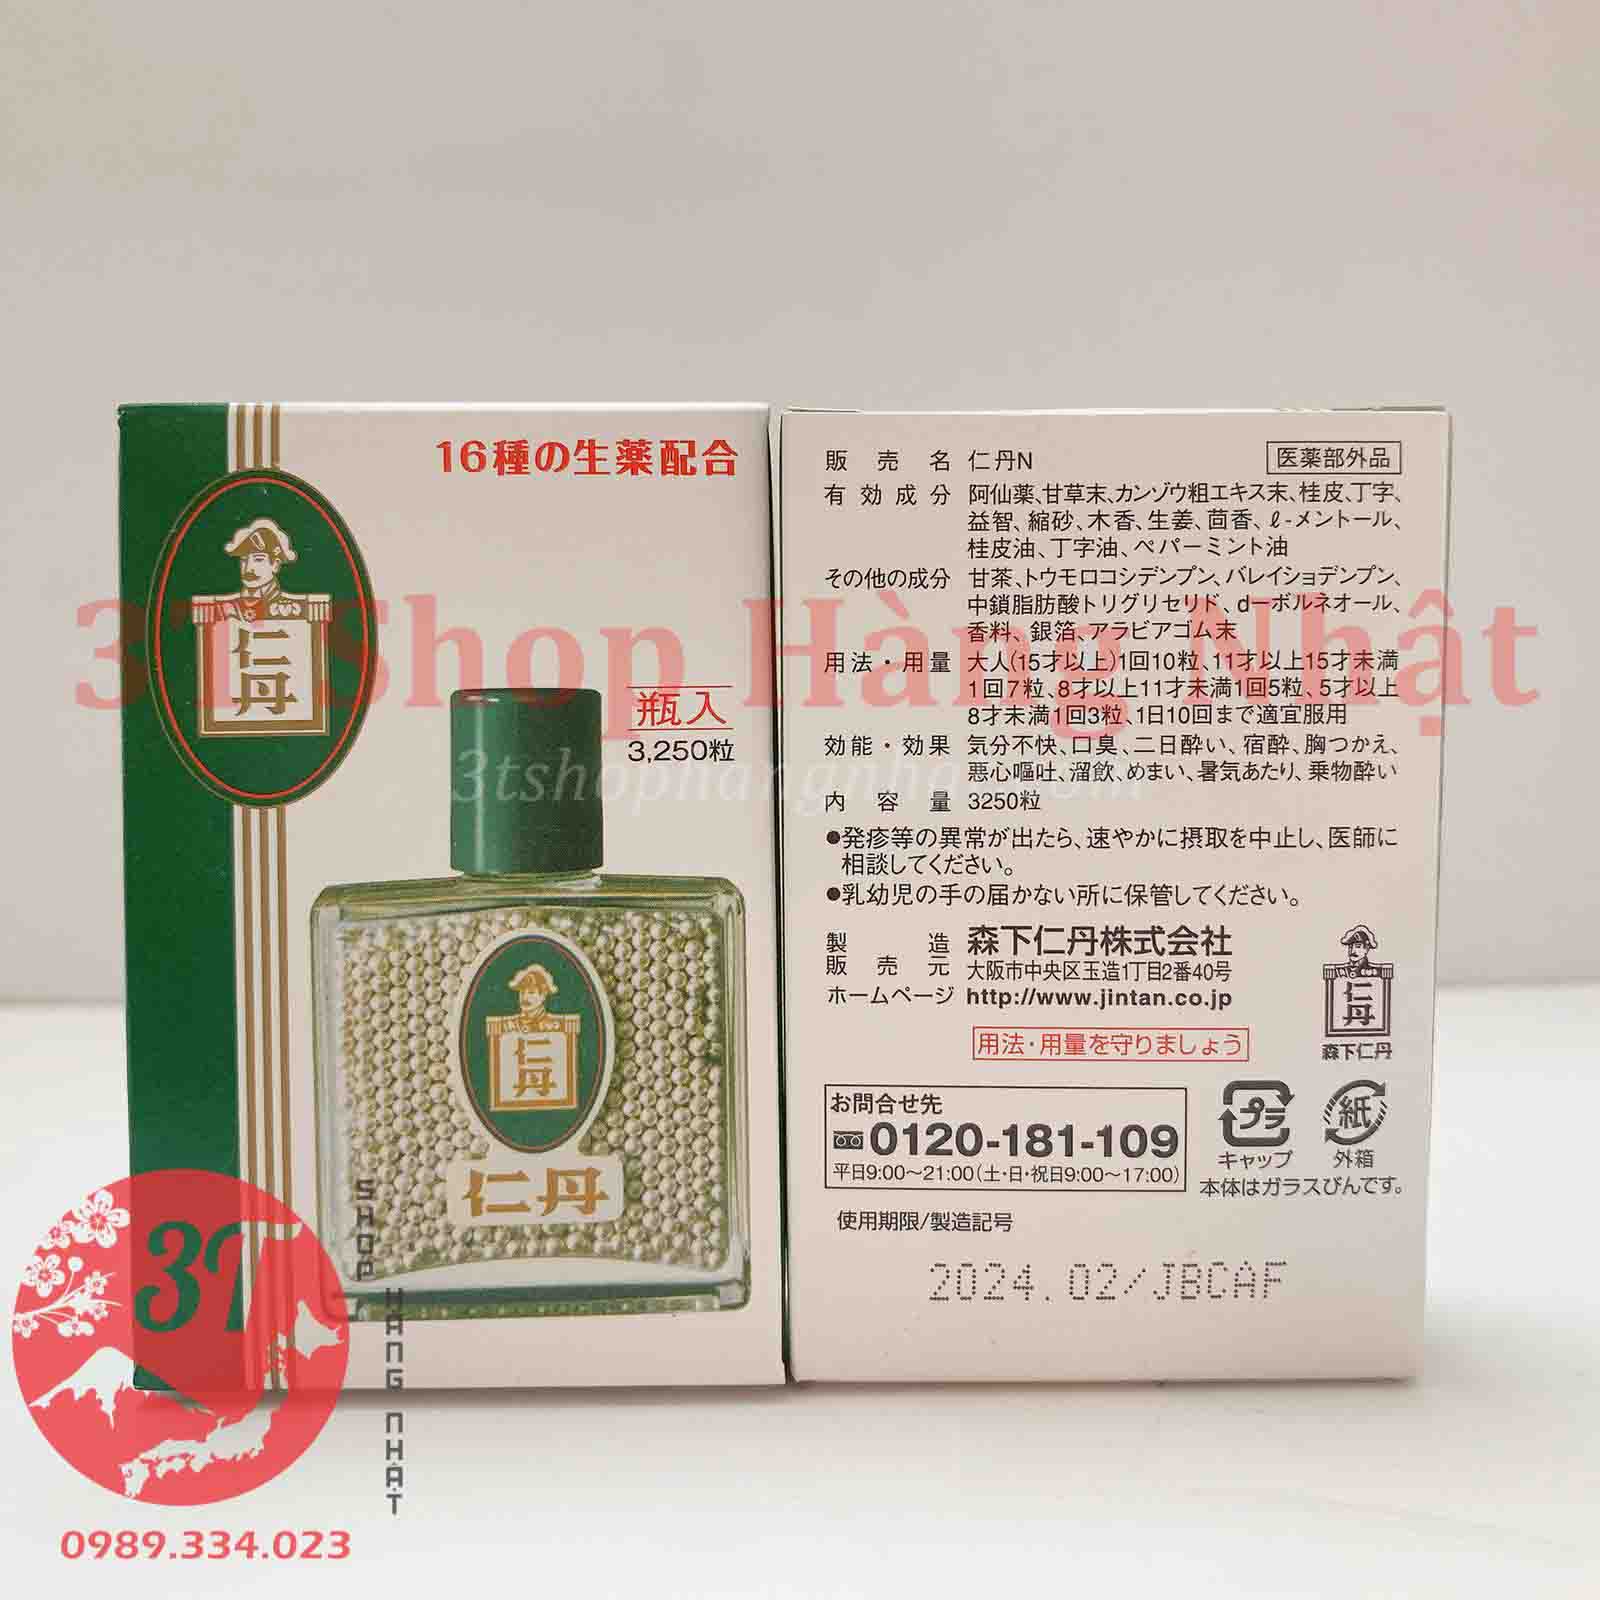 16種の生薬配合
仁丹
瓶入
3,250粒
仁丹
仁丹
販売名 仁丹N 医薬部外品
有効成分 阿仙薬、甘草末、カンゾウ粗エキス末、桂皮、丁字、
益智、縮砂、木香、生姜、茴香、ℓ-メントール、
桂皮油、丁字油、ペパーミント油
その他の成分 甘茶、トウモロコシデンプン、バレイショデンプン、
中鎖脂肪酸トリグリセリド、d－ボルネオール、
香料、銀箔、アラビアゴム末
用法・用量 大人(15才以上)1回10粒、11才以上15才未満
1回7粒、8才以上11才未満1回5粒、5才以上
8才未満1回3粒、1日10回まで適宜服用
効能・効果 気分不快、口臭、二日酔い、宿酔、胸つかえ、
悪心嘔吐、溜飲、めまい、暑気あたり、乗物酔い
内容量 3250粒
●発疹等の異常が出たら、速やかに摂取を中止し、医師に
相談してください。
●乳幼児の手の届かない所に保管してください。
製造
販売元 森下仁丹株式会社
大阪市中央区玉造1丁目2番40号
ホームページ http://www.jintan.co.jp
仁丹
森下仁丹
用法・用量を守りましょう
お問合せ先
0120-181-109
平日9:00～21:00(土・日・祝日9:00～17:00)
プラ
キャップ
紙
外箱
本体はガラスびんです。
使用期限/製造記号
2024.02/JBCAF
3TShop Hàng Nhật
3tshophangnhat.com
3T
SHOP HÀNG NHẬT
0989.334.023